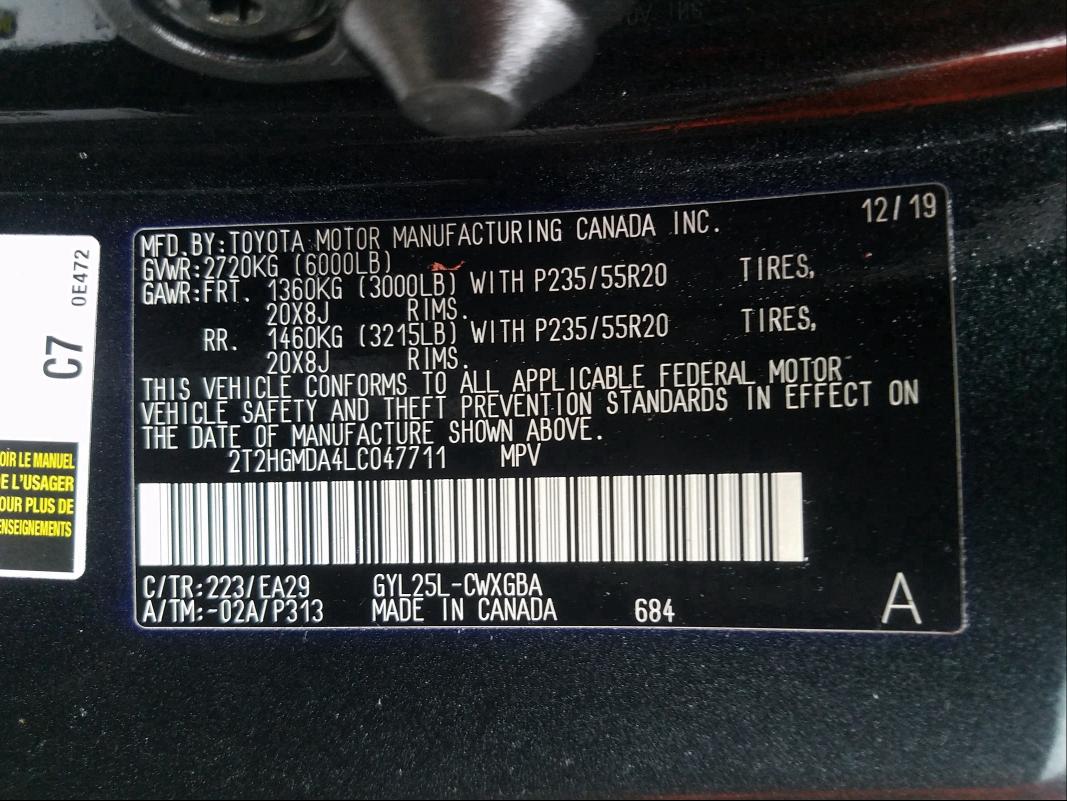 12/19
MFD.BY:TOYOTA MOTOR MANUFACTURING CANADA INC.
GVWR:2720KG (6000LB)
GAWR:FRT. 1360KG (3000LB) WITH P235/55R20 TIRES,
20X8J RIMS.
RR. 1460KG (3215LB) WITH P235/55R20 TIRES,
20X8J RIMS.
THIS VEHICLE CONFORMS TO ALL APPLICABLE FEDERAL MOTOR
VEHICLE SAFETY AND THEFT PREVENTION STANDARDS IN EFFECT ON
THE DATE OF MANUFACTURE SHOWN ABOVE.
2T2HGMDA4LC047711 MPV
C/TR:223/EA29 GYL25L-CWXGBA
A/TM:-02A/P313 MADE IN CANADA 684 A
C7 0E472
OIR LE MANUEL
DE L'USAGER
OUR PLUS DE
ENSEIGNEMENTS